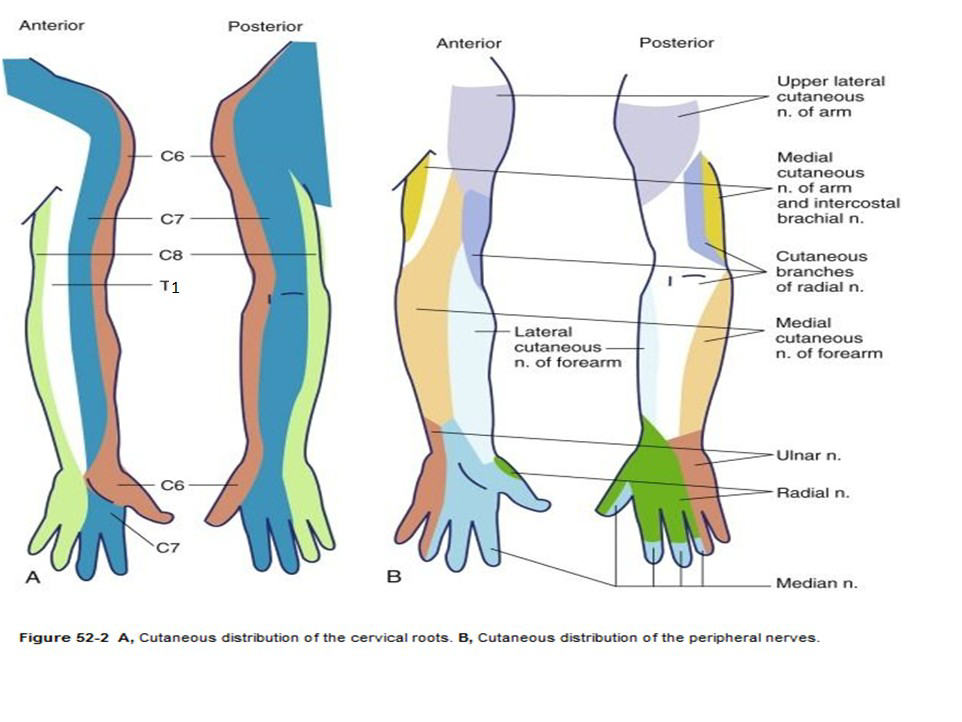 Anterior
Posterior
C6
C7
C8
T1
C6
C7
A
Anterior
Posterior
Upper lateral
cutaneous
n. of arm
Medial
cutaneous
n. of arm
and intercostal
brachial n.
Cutaneous
branches
of radial n.
Medial
cutaneous
n. of forearm
Lateral
cutaneous
n. of forearm
Ulnar n.
Radial n.
Median n.
B
Figure 52-2 A, Cutaneous distribution of the cervical roots. B, Cutaneous distribution of the peripheral nerves.